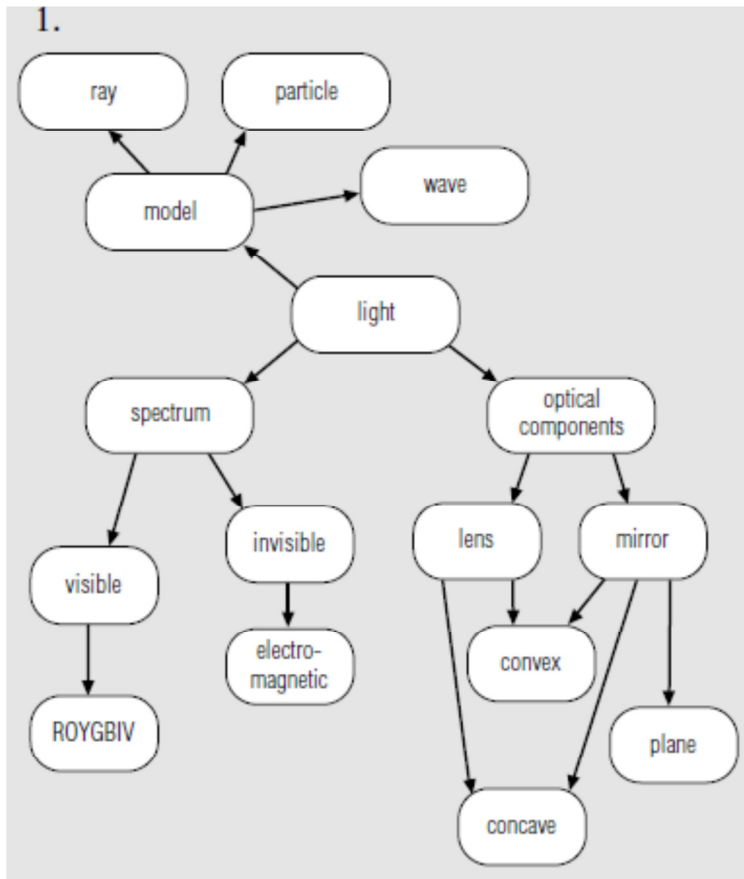 1.
ray
particle
wave
model
light
spectrum
optical
components
invisible
lens
mirror
visible
electro-
magnetic
convex
ROYGBIV
plane
concave